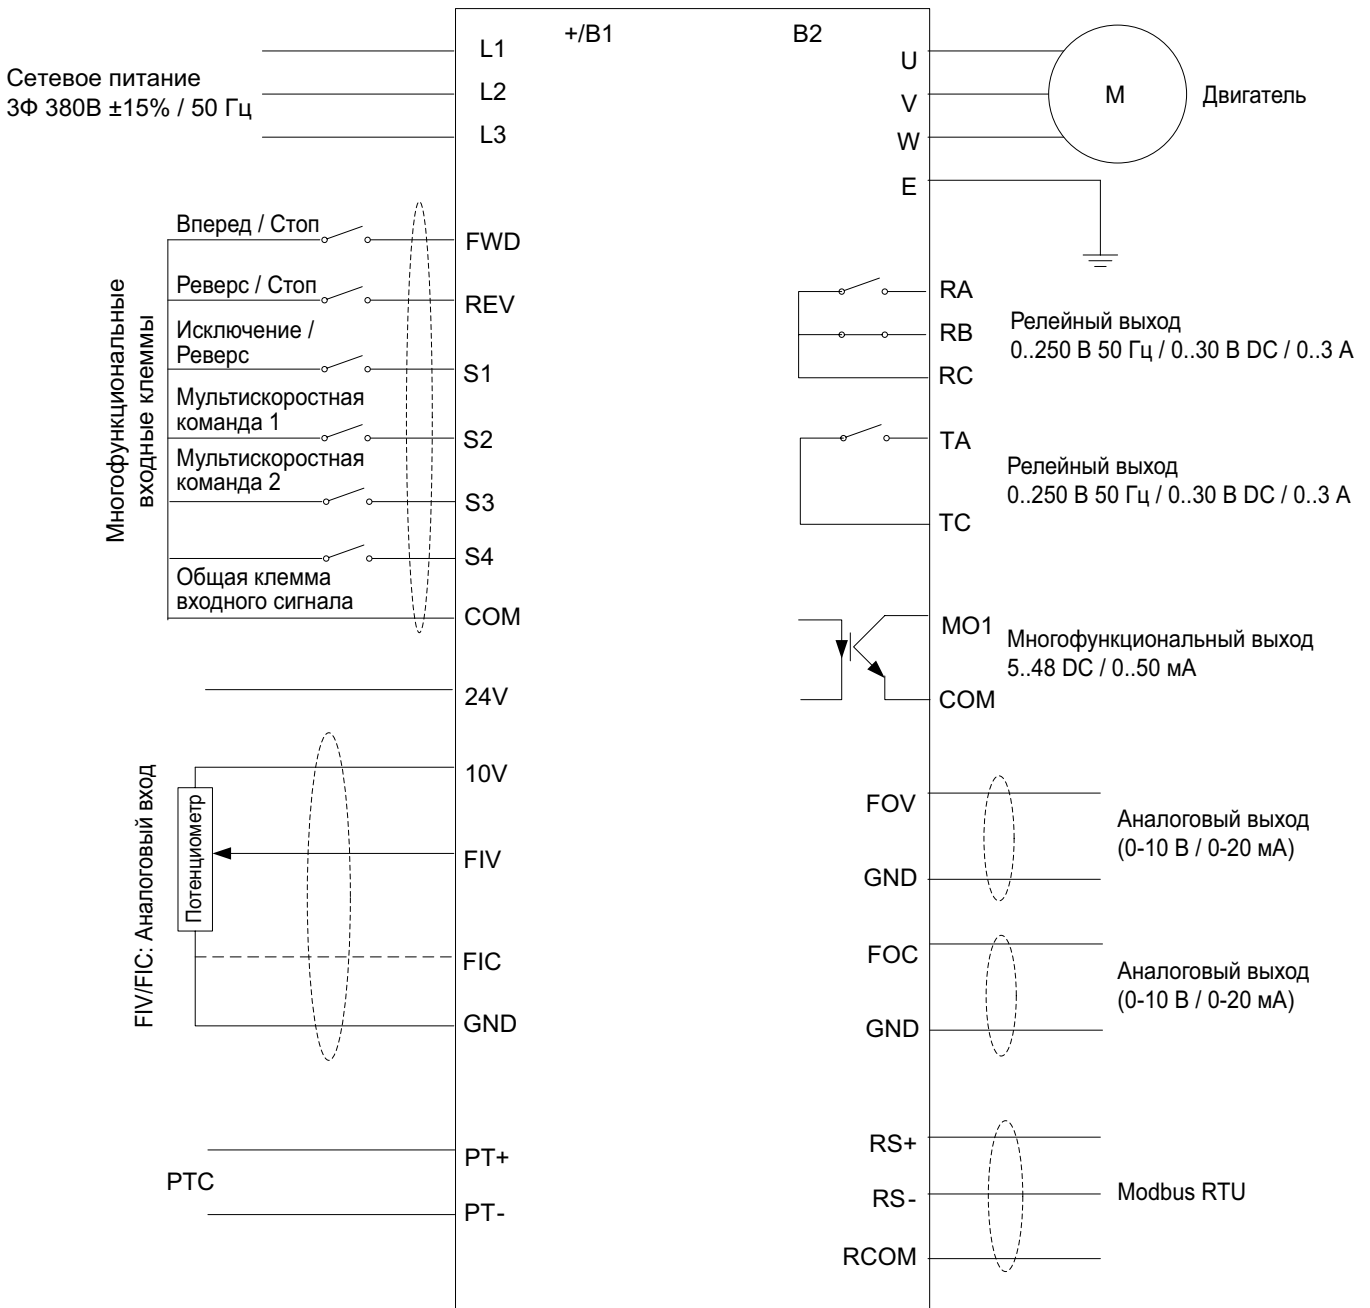 +/B1
B2
L1
L2
L3
Сетевое питание
3Ф 380В ±15% / 50 Гц
U
V
W
E
M
Двигатель
Многофункциональные
входные клеммы
Вперед / Стоп
FWD
Реверс / Стоп
REV
Исключение /
Реверс
S1
Мультискоростная
команда 1
S2
Мультискоростная
команда 2
S3
S4
Общая клемма
входного сигнала
COM
24V
RA
RB
RC
Релейный выход
0..250 В 50 Гц / 0..30 В DC / 0..3 А
TA
TC
Релейный выход
0..250 В 50 Гц / 0..30 В DC / 0..3 А
MO1
COM
Многофункциональный выход
5..48 DC / 0..50 мА
FIV/FIC: Аналоговый вход
Потенциометр
10V
FIV
FIC
GND
FOV
GND
Аналоговый выход
(0-10 В / 0-20 мА)
FOC
GND
Аналоговый выход
(0-10 В / 0-20 мА)
PTC
PT+
PT-
RS+
RS-
RCOM
Modbus RTU